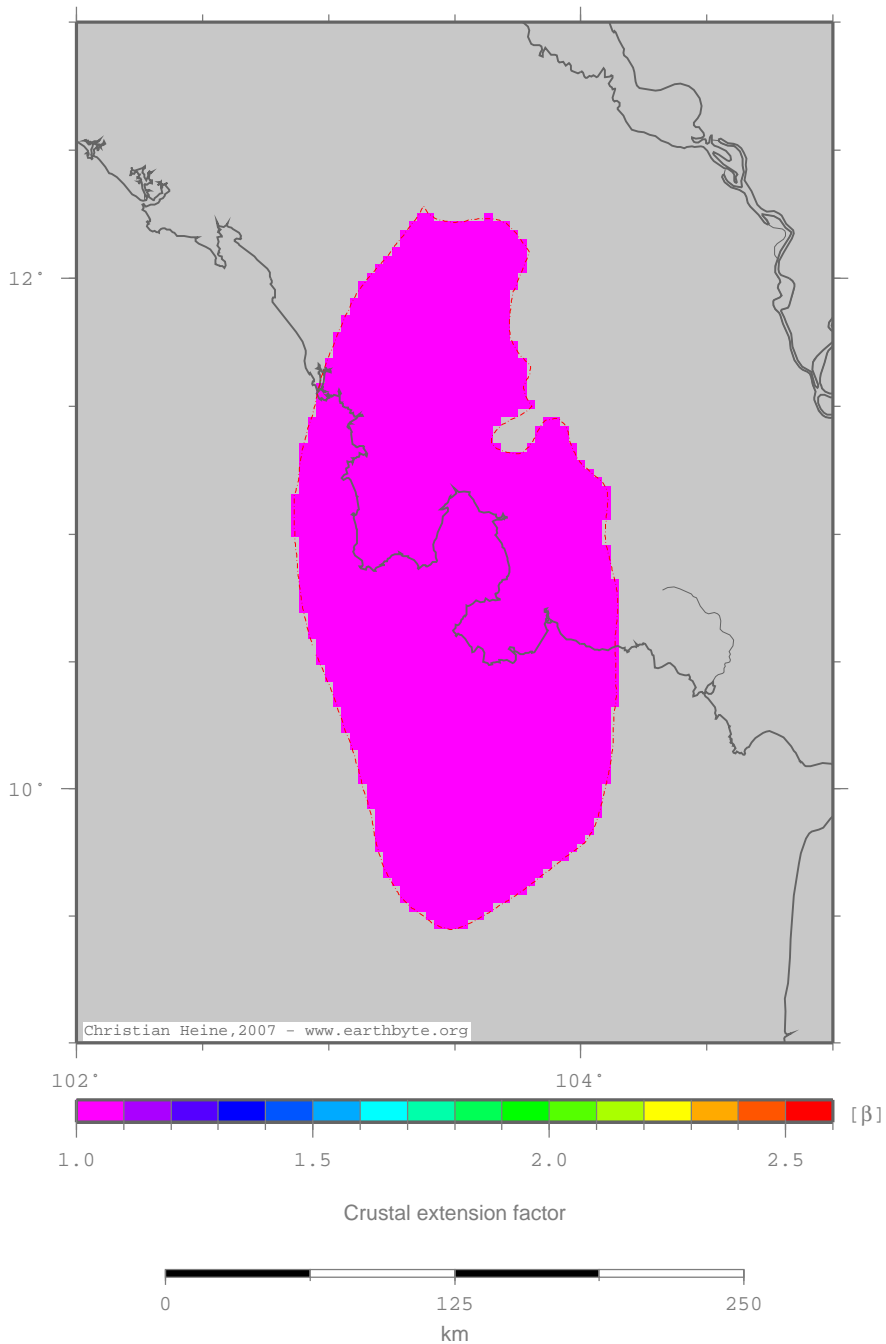 12°
10°
Christian Heine,2007 - www.earthbyte.org
102° 104°
[β]
1.0 1.5 2.0 2.5
Crustal extension factor
0 125 250
km